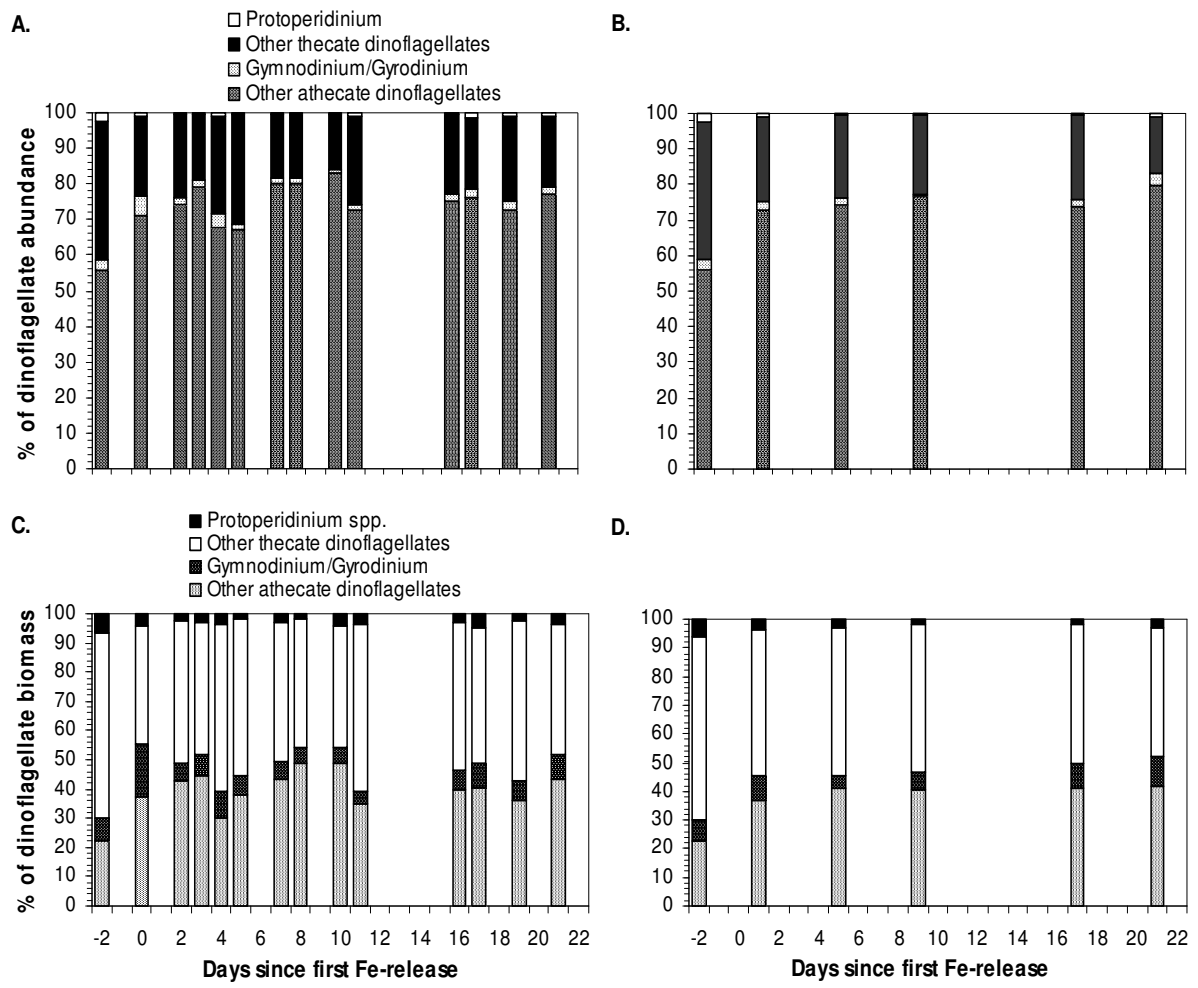 A.
Protoperidinium
Other thecate dinoflagellates
Gymnodinium/Gyrodinium
Other athecate dinoflagellates
% of dinoflagellate abundance
100
90
80
70
60
50
40
30
20
10
0
B.
100
90
80
70
60
50
40
30
20
10
0
C.
Protoperidinium spp.
Other thecate dinoflagellates
Gymnodinium/Gyrodinium
Other athecate dinoflagellates
% of dinoflagellate biomass
100
90
80
70
60
50
40
30
20
10
0
-2 0 2 4 6 8 10 12 14 16 18 20 22
Days since first Fe-release
D.
100
90
80
70
60
50
40
30
20
10
0
-2 0 2 4 6 8 10 12 14 16 18 20 22
Days since first Fe-release